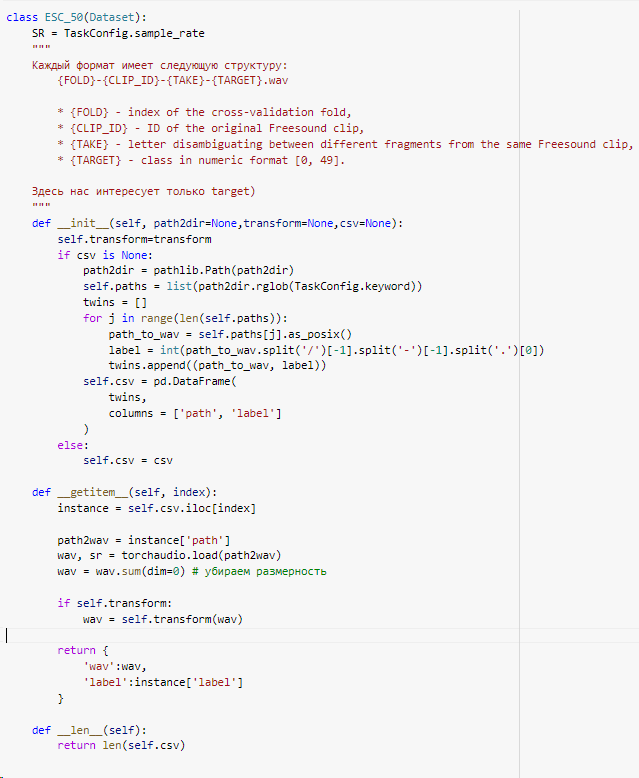 class ESC_50(Dataset):
    SR = TaskConfig.sample_rate
    """
    Каждый формат имеет следующую структуру:
        {FOLD}-{CLIP_ID}-{TAKE}-{TARGET}.wav

        * {FOLD} - index of the cross-validation fold,
        * {CLIP_ID} - ID of the original Freesound clip,
        * {TAKE} - letter disambiguating between different fragments from the same Freesound clip,
        * {TARGET} - class in numeric format [0, 49].

    Здесь нас интересует только target)
    """
    def __init__(self, path2dir=None,transform=None,csv=None):
        self.transform=transform
        if csv is None:
            path2dir = pathlib.Path(path2dir)
            self.paths = list(path2dir.rglob(TaskConfig.keyword))
            twins = []
            for j in range(len(self.paths)):
                path_to_wav = self.paths[j].as_posix()
                label = int(path_to_wav.split('/')[-1].split('-')[-1].split('.')[0])
                twins.append((path_to_wav, label))
            self.csv = pd.DataFrame(
                twins,
                columns = ['path', 'label']
            )
        else:
            self.csv = csv

    def __getitem__(self, index):
        instance = self.csv.iloc[index]

        path2wav = instance['path']
        wav, sr = torchaudio.load(path2wav)
        wav = wav.sum(dim=0) # убираем размерность

        if self.transform:
            wav = self.transform(wav)

        return {
            'wav':wav,
            'label':instance['label']
        }

    def __len__(self):
        return len(self.csv)